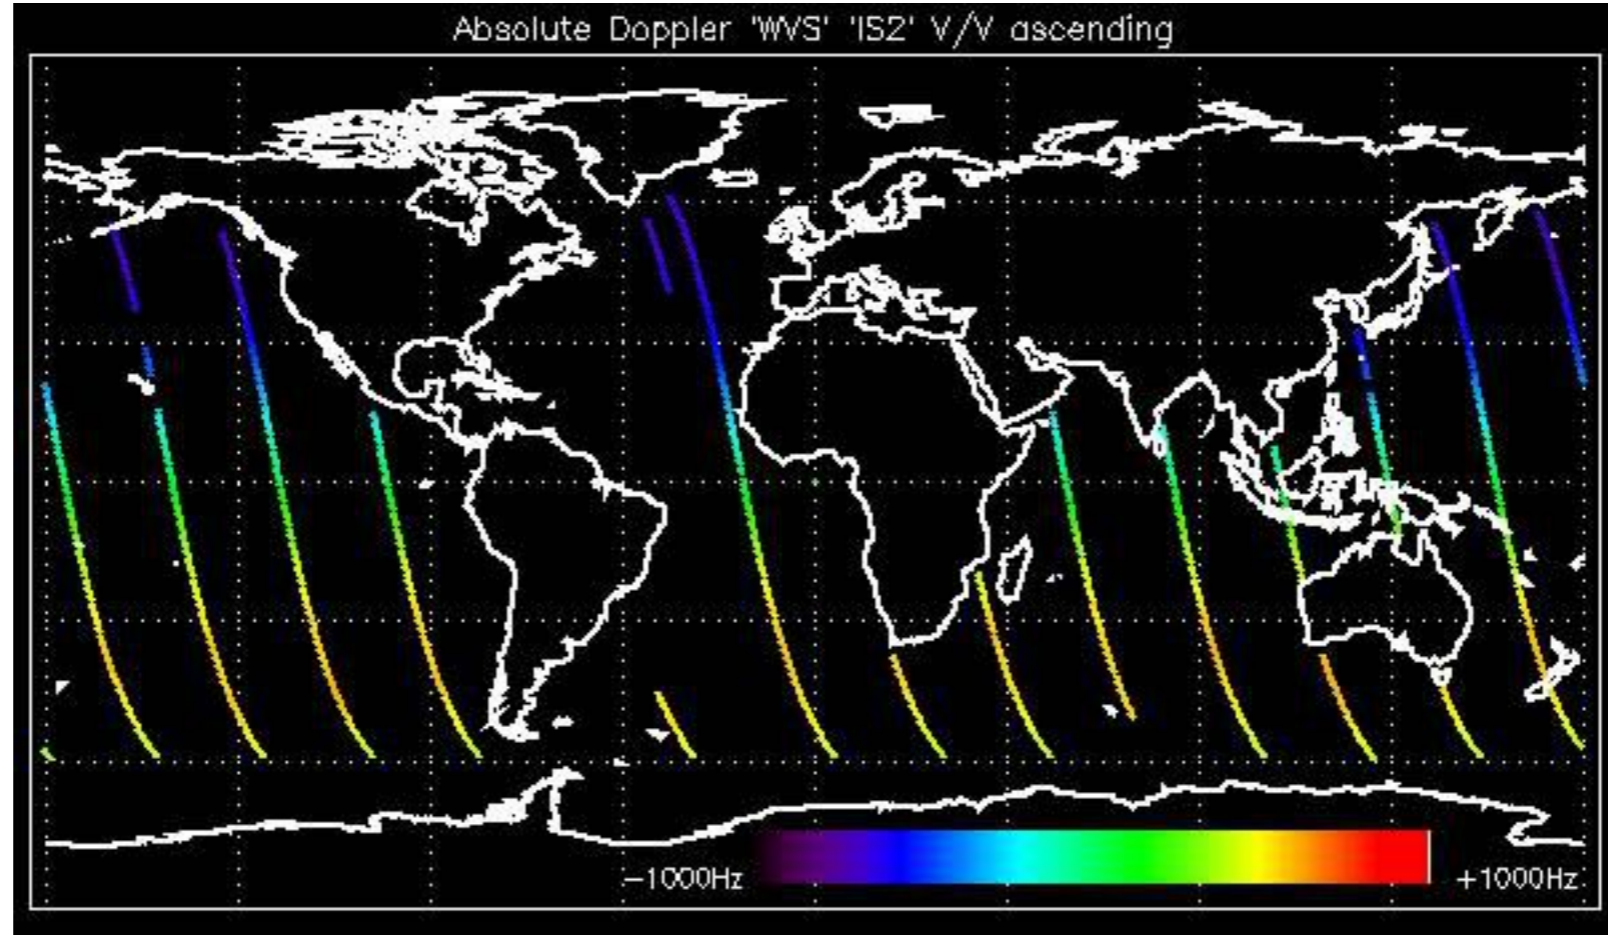 Absolute Doppler 'WVS' 'IS2' V/V ascending
-1000Hz +1000Hz